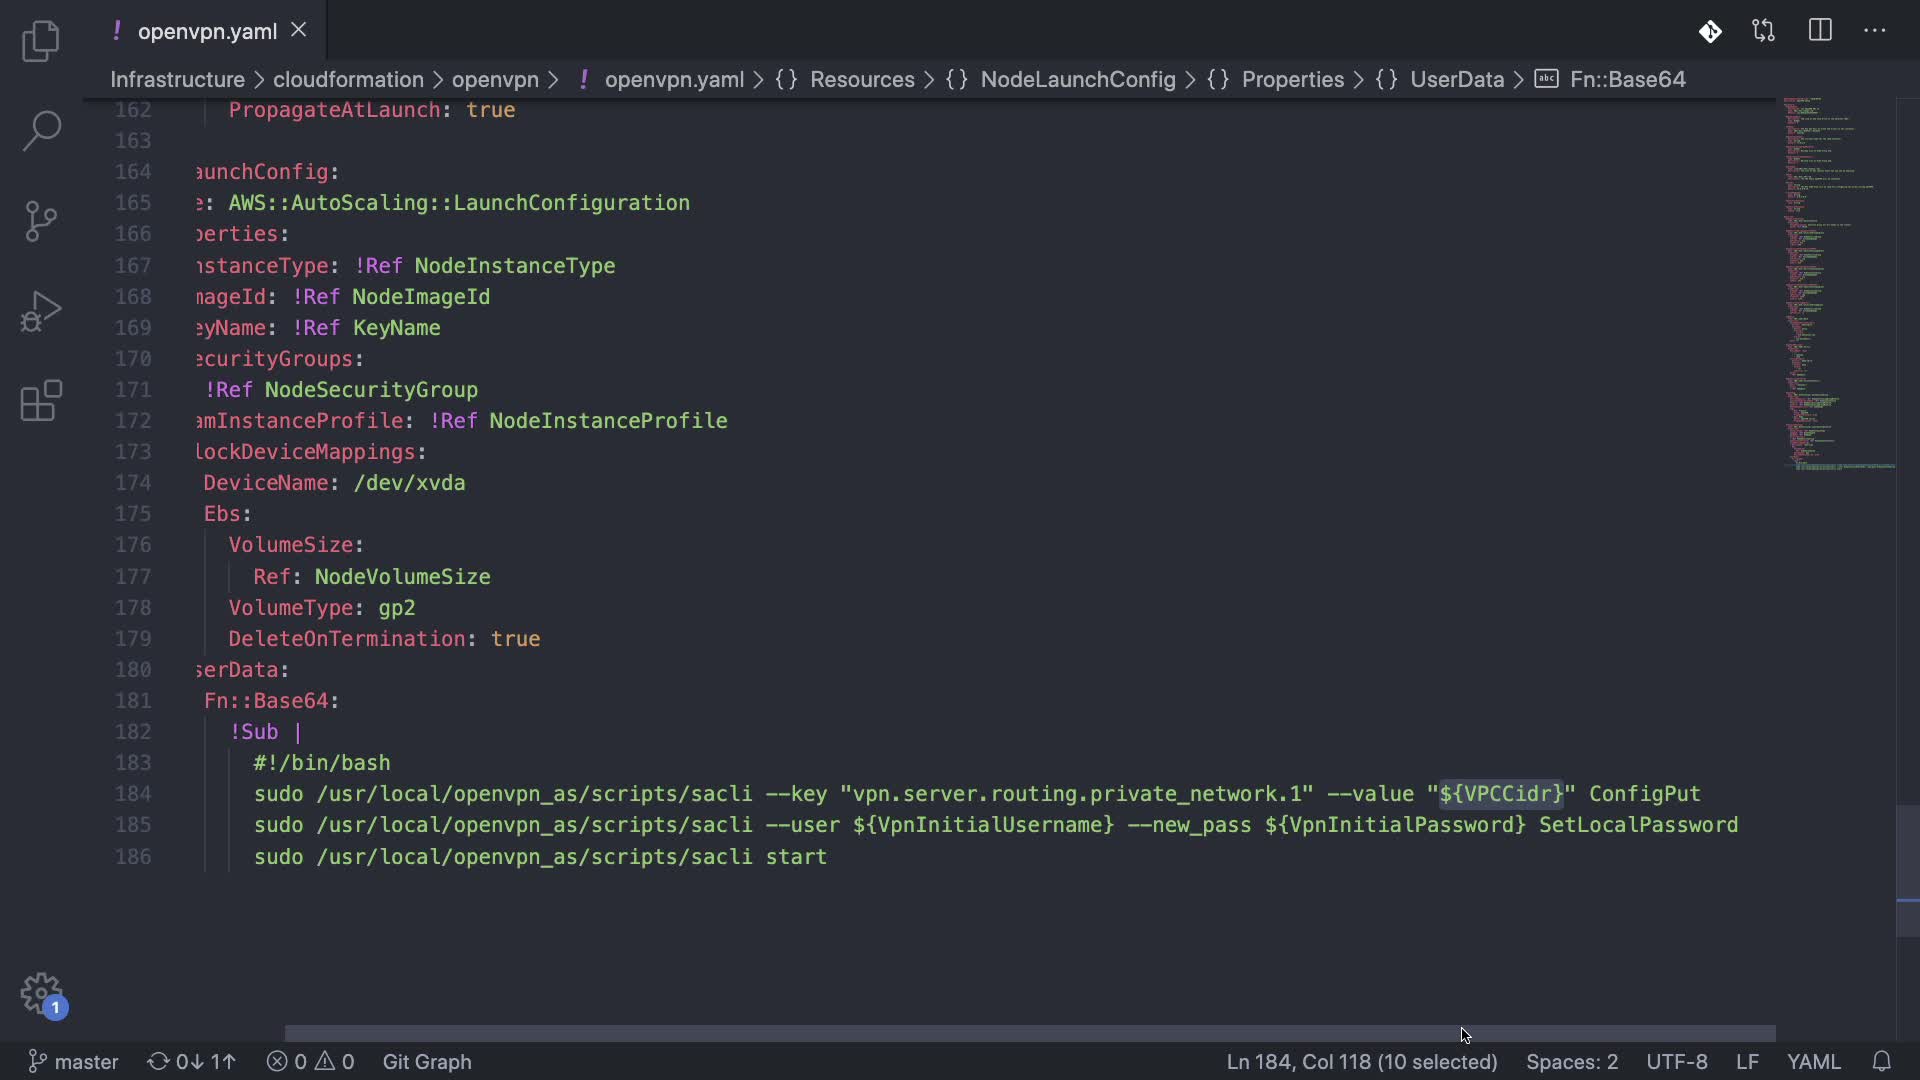 ! openvpn.yaml
Infrastructure > cloudformation > openvpn > ! openvpn.yaml > {} Resources > {} NodeLaunchConfig > {} Properties > {} UserData > abc Fn::Base64
162 PropagateAtLaunch: true
163
164 aunchConfig:
165 e: AWS::AutoScaling::LaunchConfiguration
166 perties:
167 nstanceType: !Ref NodeInstanceType
168 mageId: !Ref NodeImageId
169 eyName: !Ref KeyName
170 ecurityGroups:
171 !Ref NodeSecurityGroup
172 amInstanceProfile: !Ref NodeInstanceProfile
173 lockDeviceMappings:
174 DeviceName: /dev/xvda
175 Ebs:
176 VolumeSize:
177 Ref: NodeVolumeSize
178 VolumeType: gp2
179 DeleteOnTermination: true
180 serData:
181 Fn::Base64:
182 !Sub |
183 #!/bin/bash
184 sudo /usr/local/openvpn_as/scripts/sacli --key "vpn.server.routing.private_network.1" --value "${VPCCidr}" ConfigPut
185 sudo /usr/local/openvpn_as/scripts/sacli --user ${VpnInitialUsername} --new_pass ${VpnInitialPassword} SetLocalPassword
186 sudo /usr/local/openvpn_as/scripts/sacli start
1
master 0↓ 1↑ 0 0 Git Graph Ln 184, Col 118 (10 selected) Spaces: 2 UTF-8 LF YAML